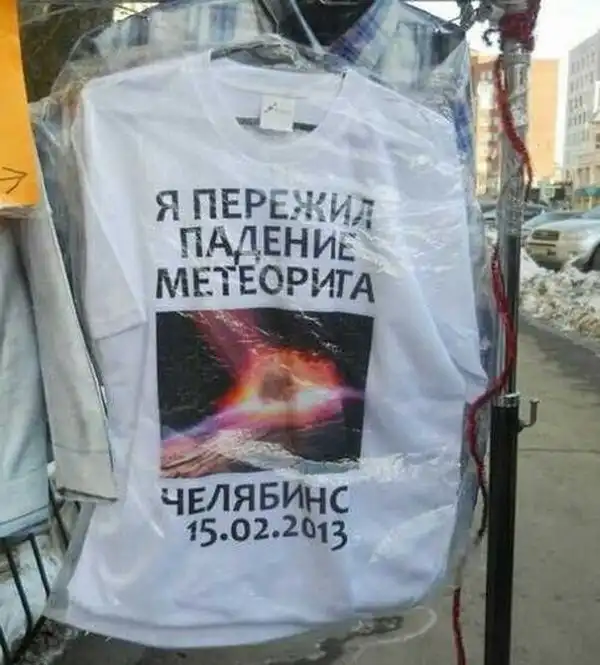 Я ПЕРЕЖИЛ
ПАДЕНИЕ
МЕТЕОРИТА
ЧЕЛЯБИНС
15.02.2013